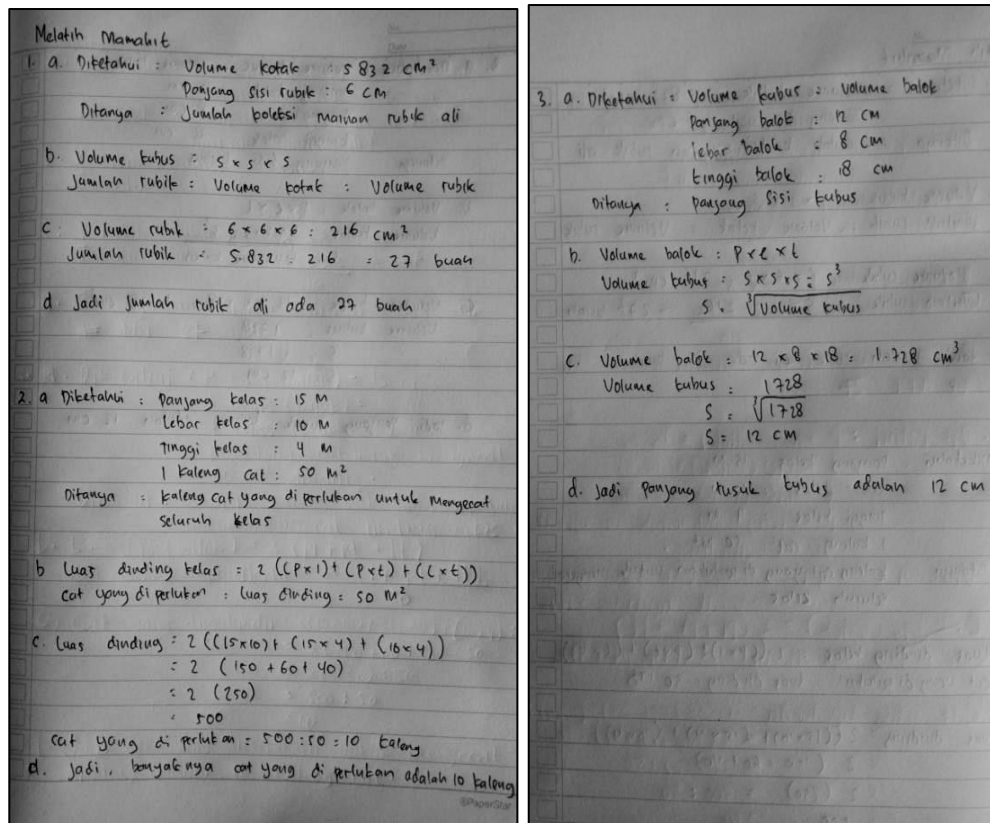 Melatih Mamahit
1. a. Diketahui : Volume kotak : 5 832 cm²
Panjang sisi rubik : 6 cm
Ditanya : Jumlah koleksi mainan rubik ali
b. Volume kubus : s × s × s
Jumlah rubik : Volume kotak : Volume rubik
c. Volume rubik : 6 × 6 × 6 : 216 cm²
Jumlah rubik : 5.832 : 216 = 27 buah
d Jadi Jumlah rubik ali ada 27 buah
2. a Diketahui : Panjang kelas : 15 M
Lebar kelas : 10 M
Tinggi kelas : 4 M
1 kaleng cat : 50 M²
Ditanya : kaleng cat yang di perlukan untuk mengecat
seluruh kelas
b Luas dinding kelas = 2 ((p×l) + (p×t) + (l×t))
cat yang di perlukan : luas dinding : 50 M²
c. Luas dinding = 2 ((15×10) + (15×4) + (10×4))
= 2 (150 + 60 + 40)
= 2 (250)
= 500
cat yang di perlukan = 500 : 50 = 10 kaleng
d. Jadi, banyaknya cat yang di perlukan adalah 10 kaleng
@PaperStar
3. a. Diketahui = Volume kubus = Volume balok
Panjang balok : 12 cm
lebar balok : 8 cm
tinggi balok : 18 cm
Ditanya : panjang sisi kubus
b. Volume balok : p × l × t
Volume kubus : s × s × s = s³
s = ∛Volume kubus
c. Volume balok = 12 × 8 × 18 = 1.728 cm³
Volume kubus = 1728
s = ∛1728
s = 12 cm
d. Jadi panjang rusuk kubus adalah 12 cm